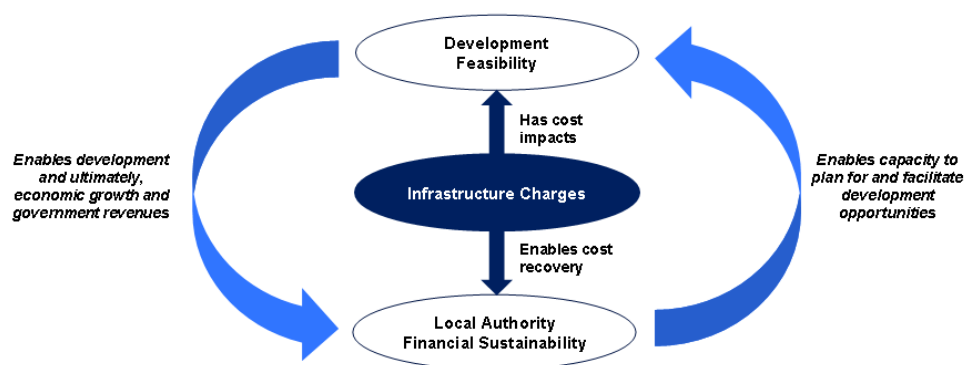 Development
Feasibility
Has cost
impacts
Enables development
and ultimately,
economic growth and
government revenues
Infrastructure Charges
Enables capacity to
plan for and facilitate
development
opportunities
Enables cost
recovery
Local Authority
Financial Sustainability